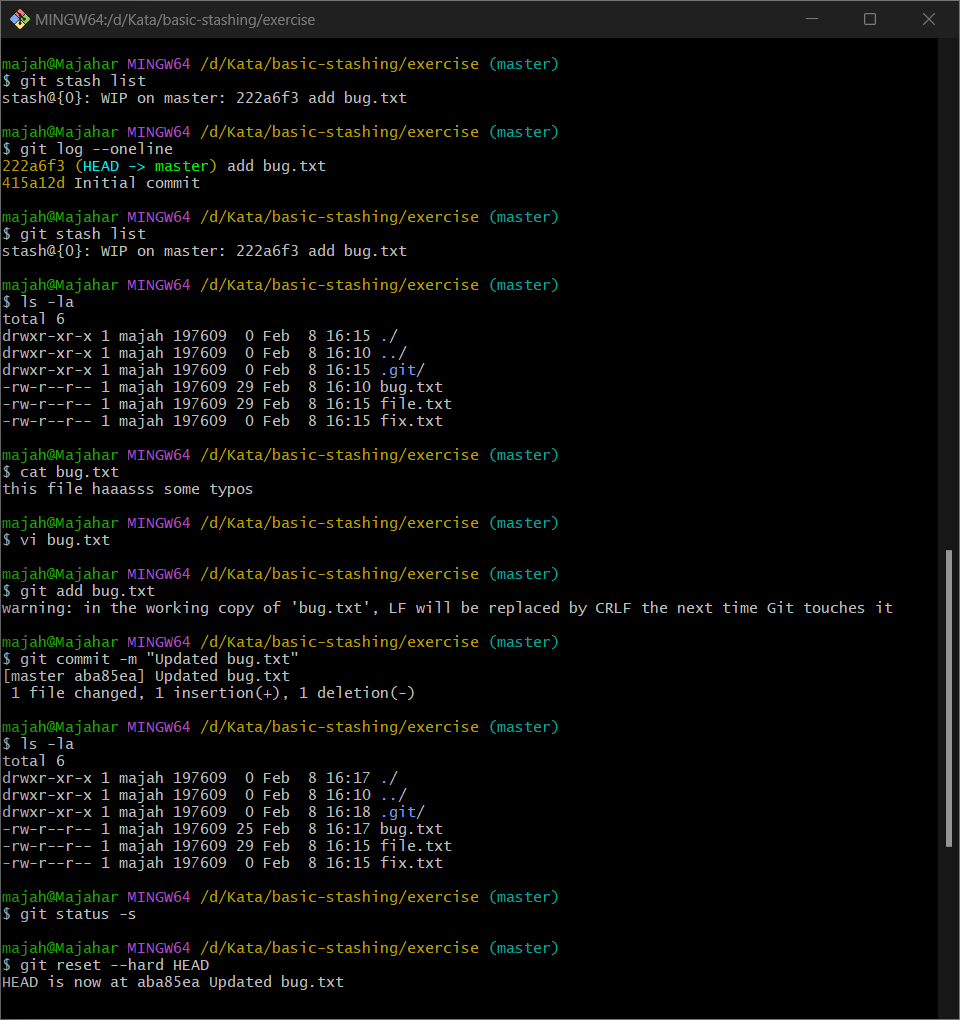 MINGW64:/d/Kata/basic-stashing/exercise
majah@Majahar MINGW64 /d/Kata/basic-stashing/exercise (master)
$ git stash list
stash@{0}: WIP on master: 222a6f3 add bug.txt
majah@Majahar MINGW64 /d/Kata/basic-stashing/exercise (master)
$ git log --oneline
222a6f3 (HEAD -> master) add bug.txt
415a12d Initial commit
majah@Majahar MINGW64 /d/Kata/basic-stashing/exercise (master)
$ git stash list
stash@{0}: WIP on master: 222a6f3 add bug.txt
majah@Majahar MINGW64 /d/Kata/basic-stashing/exercise (master)
$ ls -la
total 6
drwxr-xr-x 1 majah 197609  0 Feb  8 16:15 ./
drwxr-xr-x 1 majah 197609  0 Feb  8 16:10 ../
drwxr-xr-x 1 majah 197609  0 Feb  8 16:15 .git/
-rw-r--r-- 1 majah 197609 29 Feb  8 16:10 bug.txt
-rw-r--r-- 1 majah 197609 29 Feb  8 16:15 file.txt
-rw-r--r-- 1 majah 197609  0 Feb  8 16:15 fix.txt
majah@Majahar MINGW64 /d/Kata/basic-stashing/exercise (master)
$ cat bug.txt
this file haaasss some typos
majah@Majahar MINGW64 /d/Kata/basic-stashing/exercise (master)
$ vi bug.txt
majah@Majahar MINGW64 /d/Kata/basic-stashing/exercise (master)
$ git add bug.txt
warning: in the working copy of 'bug.txt', LF will be replaced by CRLF the next time Git touches it
majah@Majahar MINGW64 /d/Kata/basic-stashing/exercise (master)
$ git commit -m "Updated bug.txt"
[master aba85ea] Updated bug.txt
 1 file changed, 1 insertion(+), 1 deletion(-)
majah@Majahar MINGW64 /d/Kata/basic-stashing/exercise (master)
$ ls -la
total 6
drwxr-xr-x 1 majah 197609  0 Feb  8 16:17 ./
drwxr-xr-x 1 majah 197609  0 Feb  8 16:10 ../
drwxr-xr-x 1 majah 197609  0 Feb  8 16:18 .git/
-rw-r--r-- 1 majah 197609 25 Feb  8 16:17 bug.txt
-rw-r--r-- 1 majah 197609 29 Feb  8 16:15 file.txt
-rw-r--r-- 1 majah 197609  0 Feb  8 16:15 fix.txt
majah@Majahar MINGW64 /d/Kata/basic-stashing/exercise (master)
$ git status -s
majah@Majahar MINGW64 /d/Kata/basic-stashing/exercise (master)
$ git reset --hard HEAD
HEAD is now at aba85ea Updated bug.txt